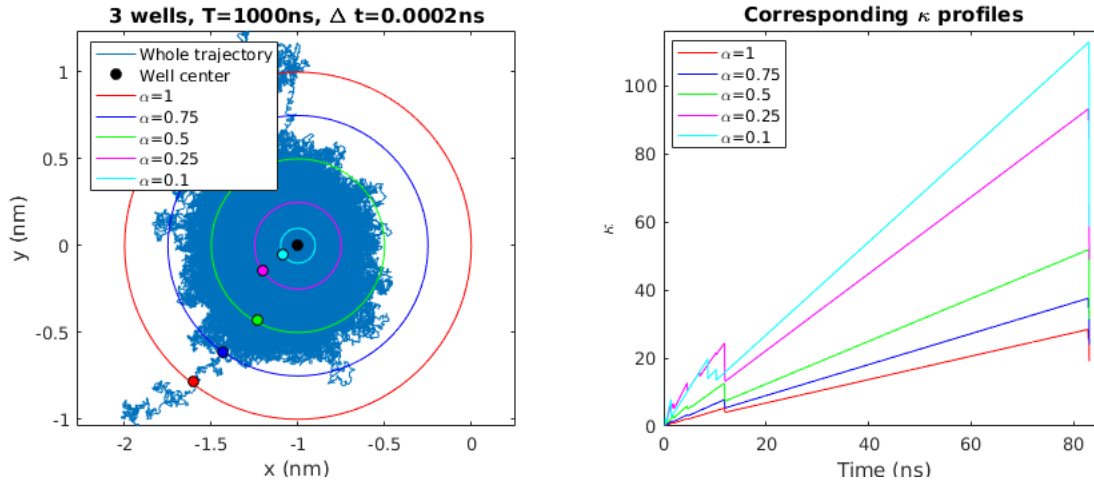 3 wells, T=1000ns, Δ t=0.0002ns
Whole trajectory
Well center
α=1
α=0.75
α=0.5
α=0.25
α=0.1
1
0.5
0
-0.5
-1
y (nm)
-2
-1.5
-1
-0.5
0
x (nm)
Corresponding κ profiles
α=1
α=0.75
α=0.5
α=0.25
α=0.1
100
80
60
40
20
0
κ
0
20
40
60
80
Time (ns)